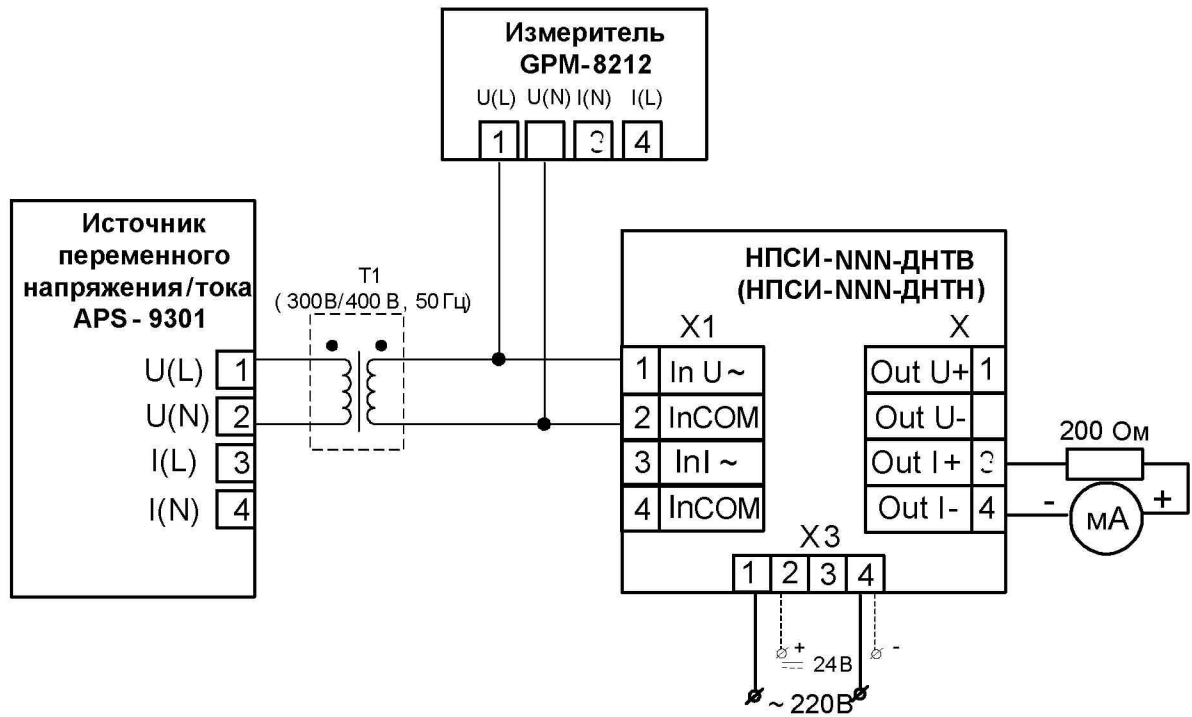 Измеритель
GPM-8212
U(L) U(N) I(N) I(L)
1 3 4
Источник
переменного
напряжения/тока
APS - 9301
U(L) 1
U(N) 2
I(L) 3
I(N) 4
T1
( 300В/400 В, 50 Гц)
НПСИ-NNN-ДНТВ
(НПСИ-NNN-ДНТН)
X1
1 In U ~
2 InCOM
3 InI ~
4 InCOM
X
Out U+ 1
Out U-
Out I+ 3
Out I- 4
200 Ом
- +
мА
X3
1 2 3 4
+ -
24В
~ 220В